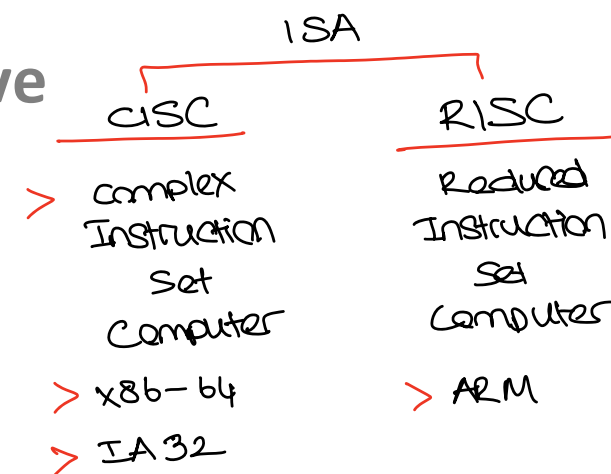 ISA
ve
CISC RISC
> complex Reduced
Instruction Instruction
Set Set
Computer Computer
> x86-64 > ARM
> IA32